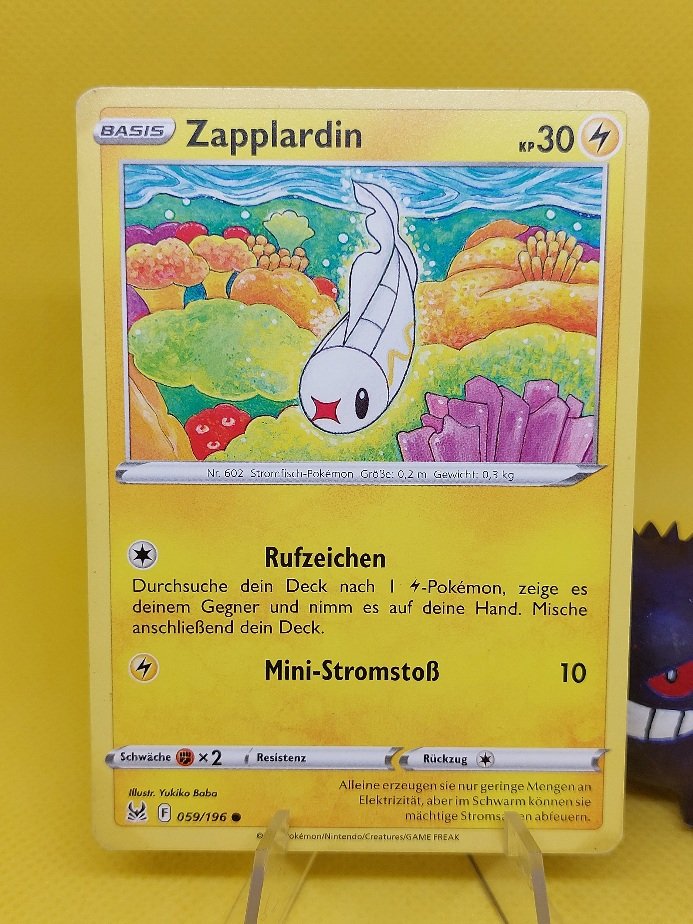 BASIS Zapplardin KP 30
Nr. 602 Stromfisch-Pokémon Größe: 0,2 m Gewicht: 0,3 kg
Rufzeichen
Durchsuche dein Deck nach 1 -Pokémon, zeige es
deinem Gegner und nimm es auf deine Hand. Mische
anschließend dein Deck.
Mini-Stromstoß 10
Schwäche ×2 Resistenz Rückzug
Illustr. Yukiko Baba
F 059/196
Alleine erzeugen sie nur geringe Mengen an
Elektrizität, aber im Schwarm können sie
mächtige abfeuern.
©Pokémon/Nintendo/Creatures/GAME FREAK